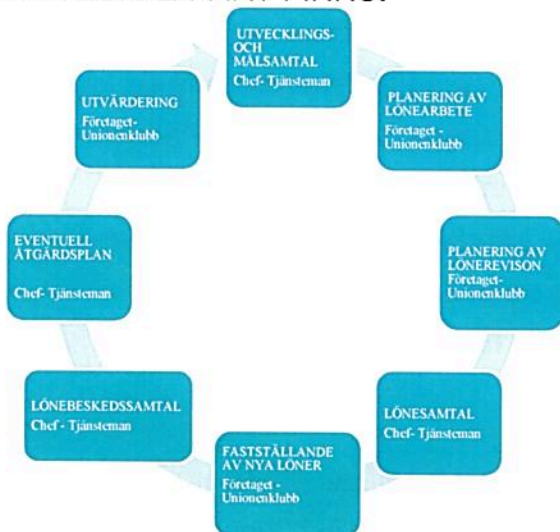 UTVECKLINGS-
OCH
MÅLSAMTAL
Chef- Tjänsteman
PLANERING AV
LÖNEARBETE
Företaget -
Unionenklubb
PLANERING AV
LÖNEREVISON
Företaget-
Unionenklubb
LÖNESAMTAL
Chef- Tjänsteman
FASTSTÄLLANDE
AV NYA LÖNER
Företaget -
Unionenklubb
LÖNEBESKEDSSAMTAL
Chef - Tjänsteman
EVENTUELL
ÅTGÄRDSPLAN
Chef- Tjänsteman
UTVÄRDERING
Företaget-
Unionenklubb